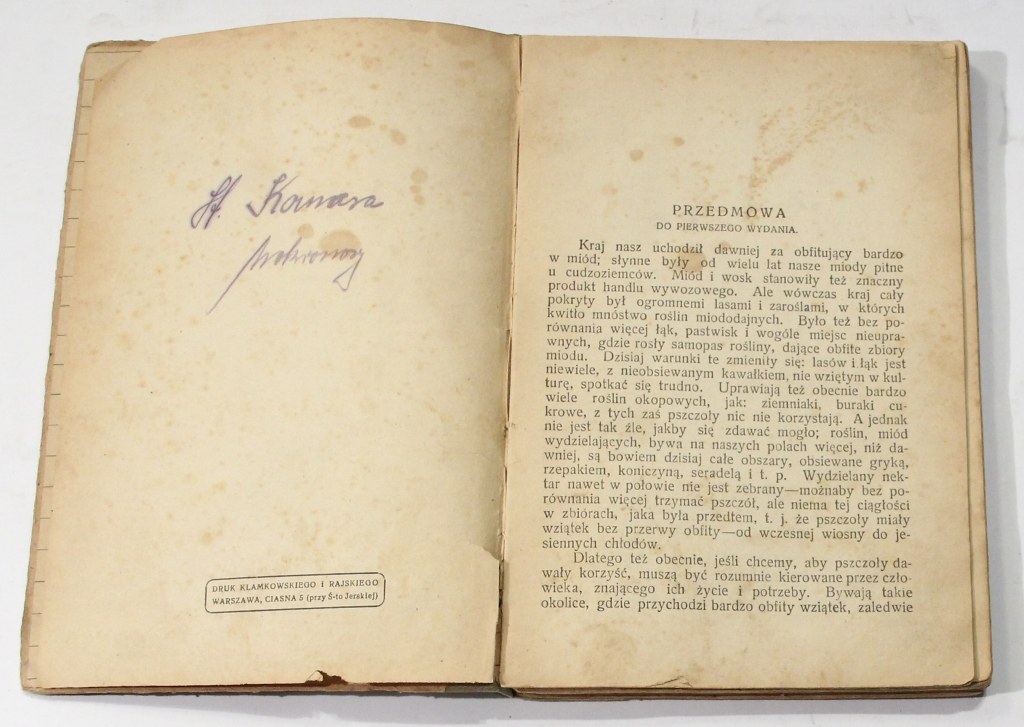 St.
DRUK KLAMKOWSKIEGO I RAJSKIEGO
WARSZAWA, CIASNA 5 (przy Ś-to Jerskiej)
PRZEDMOWA
DO PIERWSZEGO WYDANIA.
Kraj nasz uchodził dawniej za obfitujący bardzo
w miód; słynne były od wielu lat nasze miody pitne
u cudzoziemców. Miód i wosk stanowiły też znaczny
produkt handlu wywozowego. Ale wówczas kraj cały
pokryty był ogromnemi lasami i zaroślami, w których
kwitło mnóstwo roślin miododajnych. Było też bez po-
równania więcej łąk, pastwisk i wogóle miejsc nieupra-
wnych, gdzie rosły samopas rośliny, dające obfite zbiory
miodu. Dzisiaj warunki te zmieniły się: lasów i łąk jest
niewiele, z nieobsiewanym kawałkiem, nie wziętym w kul-
turę, spotkać się trudno. Uprawiają też obecnie bardzo
wiele roślin okopowych, jak: ziemniaki, buraki cu-
krowe, z tych zaś pszczoły nic nie korzystają. A jednak
nie jest tak źle, jakby się zdawać mogło; roślin, miód
wydzielających, bywa na naszych polach więcej, niż da-
wniej, są bowiem dzisiaj całe obszary, obsiewane gryką,
rzepakiem, koniczyną, seradelą i t. p. Wydzielany nek-
tar nawet w połowie nie jest zebrany—możnaby bez po-
równania więcej trzymać pszczół, ale niema tej ciągłości
w zbiórach, jaka była przedtem, t. j. że pszczoły miały
wziątek bez przerwy obfity—od wczesnej wiosny do je-
siennych chłodów.
Dlatego też obecnie, jeśli chcemy, aby pszczoły da-
wały korzyść, muszą być rozumnie kierowane przez czło-
wieka, znającego ich życie i potrzeby. Bywają takie
okolice, gdzie przychodzi bardzo obfity wziątek, zaledwie